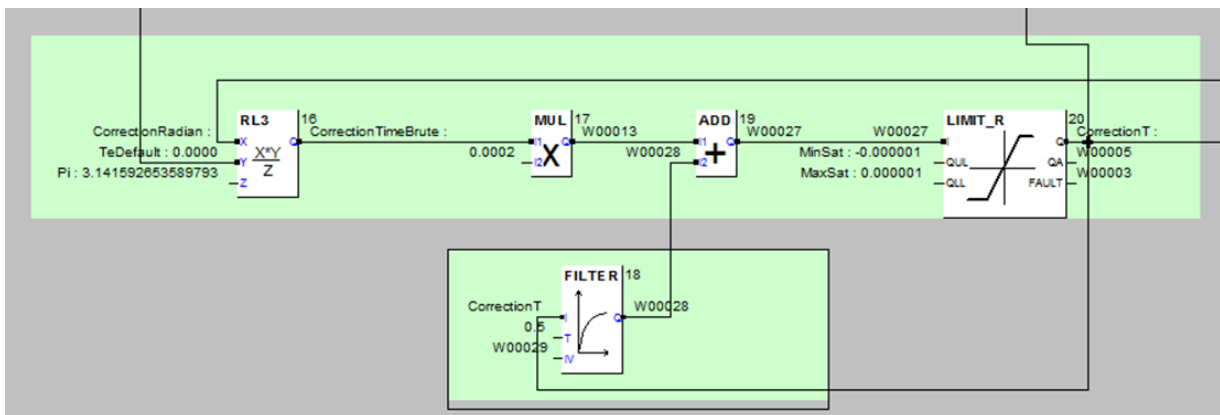 RL3 16
CorrectionRadian :
X Q
TeDefault : 0.0000
Y X*Y
Z
Pi : 3.141592653589793
Z
CorrectionTimeBrute :
MUL 17
I1 Q W00013
0.0002
I2 X
W00028
ADD 19
I1 Q W00027
I2 +
W00027
LIMIT_R 20
I Q CorrectionT :
MinSat : -0.000001
QUL QA W00005
MaxSat : 0.000001
QLL FAULT W00003
FILTER 18
CorrectionT
I Q W00028
0.5
T
W00029
IV